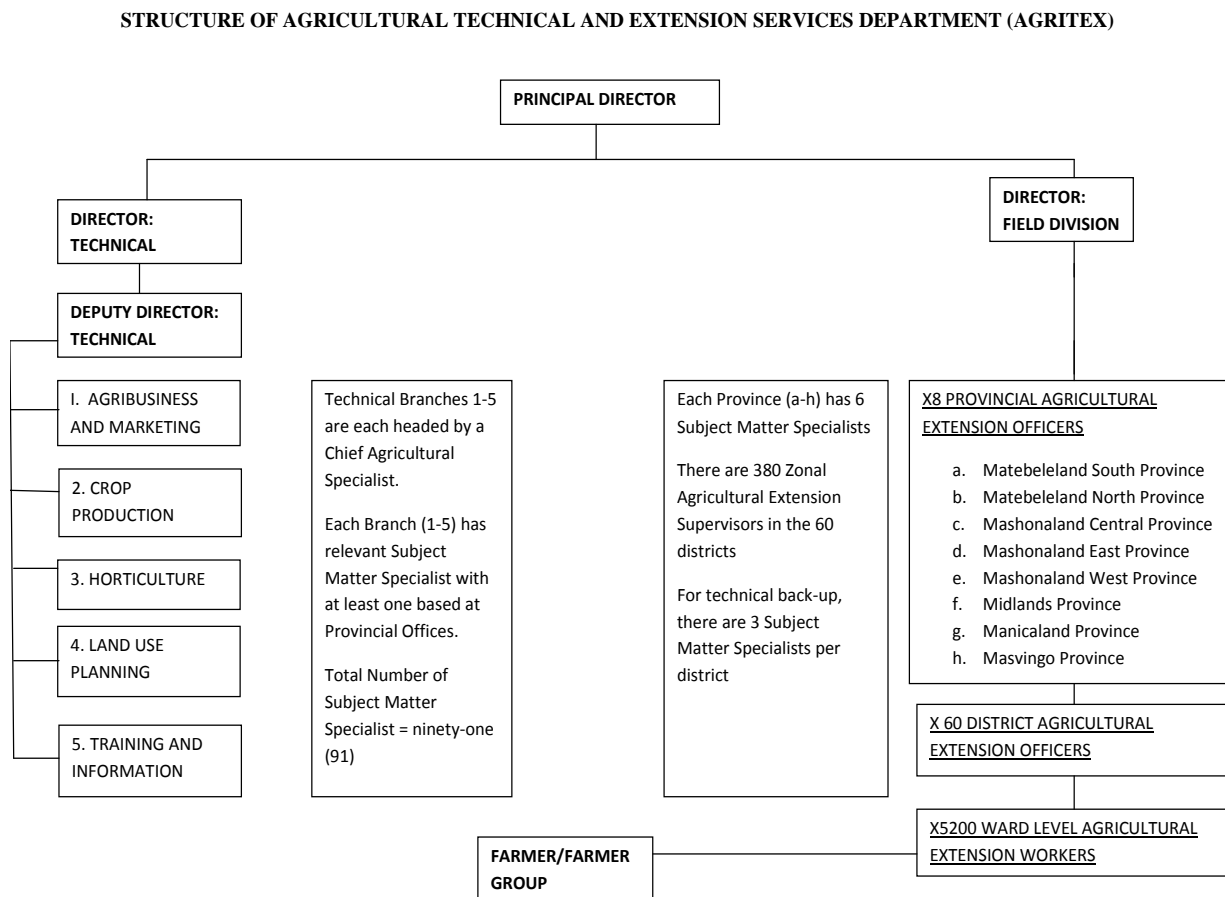 STRUCTURE OF AGRICULTURAL TECHNICAL AND EXTENSION SERVICES DEPARTMENT (AGRITEX)
PRINCIPAL DIRECTOR
DIRECTOR:
TECHNICAL
DIRECTOR:
FIELD DIVISION
DEPUTY DIRECTOR:
TECHNICAL
I. AGRIBUSINESS
AND MARKETING
2. CROP
PRODUCTION
3. HORTICULTURE
4. LAND USE
PLANNING
5. TRAINING AND
INFORMATION
Technical Branches 1-5
are each headed by a
Chief Agricultural
Specialist.
Each Branch (1-5) has
relevant Subject
Matter Specialist with
at least one based at
Provincial Offices.
Total Number of
Subject Matter
Specialist = ninety-one
(91)
Each Province (a-h) has 6
Subject Matter Specialists
There are 380 Zonal
Agricultural Extension
Supervisors in the 60
districts
For technical back-up,
there are 3 Subject
Matter Specialists per
district
X8 PROVINCIAL AGRICULTURAL
EXTENSION OFFICERS
a. Matebeleland South Province
b. Matebeleland North Province
c. Mashonaland Central Province
d. Mashonaland East Province
e. Mashonaland West Province
f. Midlands Province
g. Manicaland Province
h. Masvingo Province
X 60 DISTRICT AGRICULTURAL
EXTENSION OFFICERS
X5200 WARD LEVEL AGRICULTURAL
EXTENSION WORKERS
FARMER/FARMER
GROUP